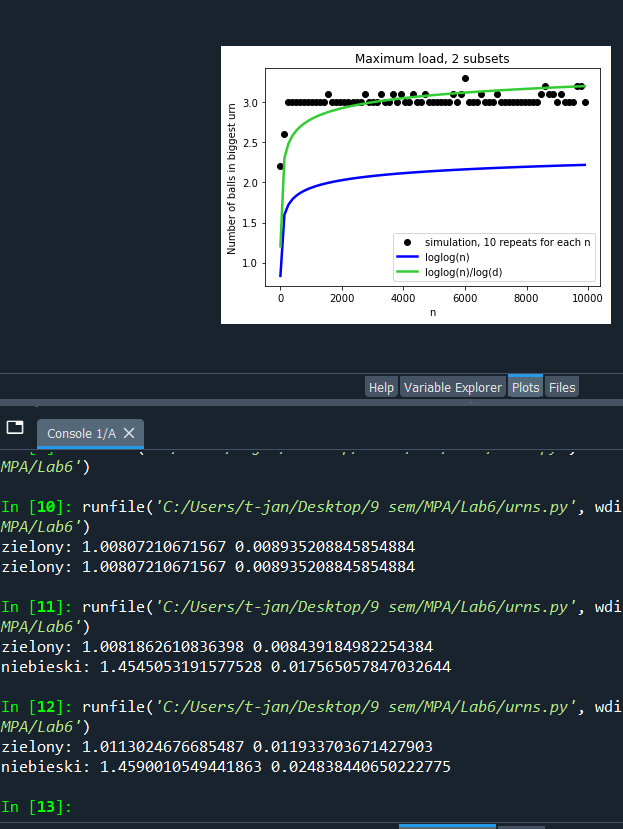 Maximum load, 2 subsets
Number of balls in biggest urn
3.0
2.5
2.0
1.5
1.0
simulation, 10 repeats for each n
loglog(n)
loglog(n)/log(d)
0 2000 4000 6000 8000 10000
n
Help Variable Explorer Plots Files
Console 1/A
MPA/Lab6')
In [10]: runfile('C:/Users/t-jan/Desktop/9 sem/MPA/Lab6/urns.py', wdi
MPA/Lab6')
zielony: 1.00807210671567 0.008935208845854884
zielony: 1.00807210671567 0.008935208845854884
In [11]: runfile('C:/Users/t-jan/Desktop/9 sem/MPA/Lab6/urns.py', wdi
MPA/Lab6')
zielony: 1.0081862610836398 0.008439184982254384
niebieski: 1.4545053191577528 0.017565057847032644
In [12]: runfile('C:/Users/t-jan/Desktop/9 sem/MPA/Lab6/urns.py', wdi
MPA/Lab6')
zielony: 1.0113024676685487 0.011933703671427903
niebieski: 1.4590010549441863 0.024838440650222775
In [13]: